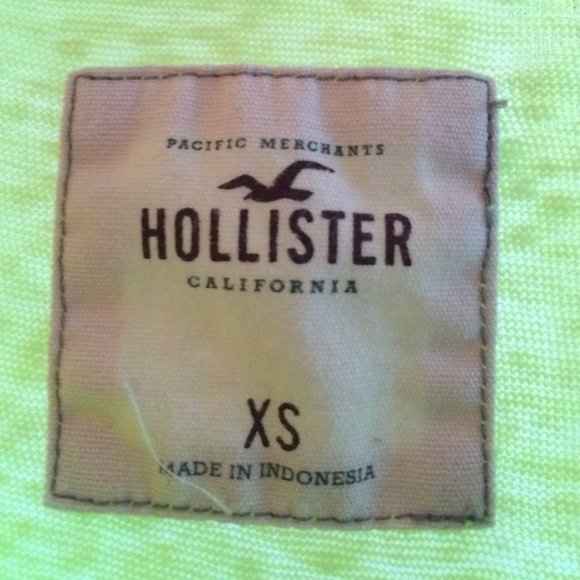 PACIFIC MERCHANTS
HOLLISTER
CALIFORNIA
XS
MADE IN INDONESIA